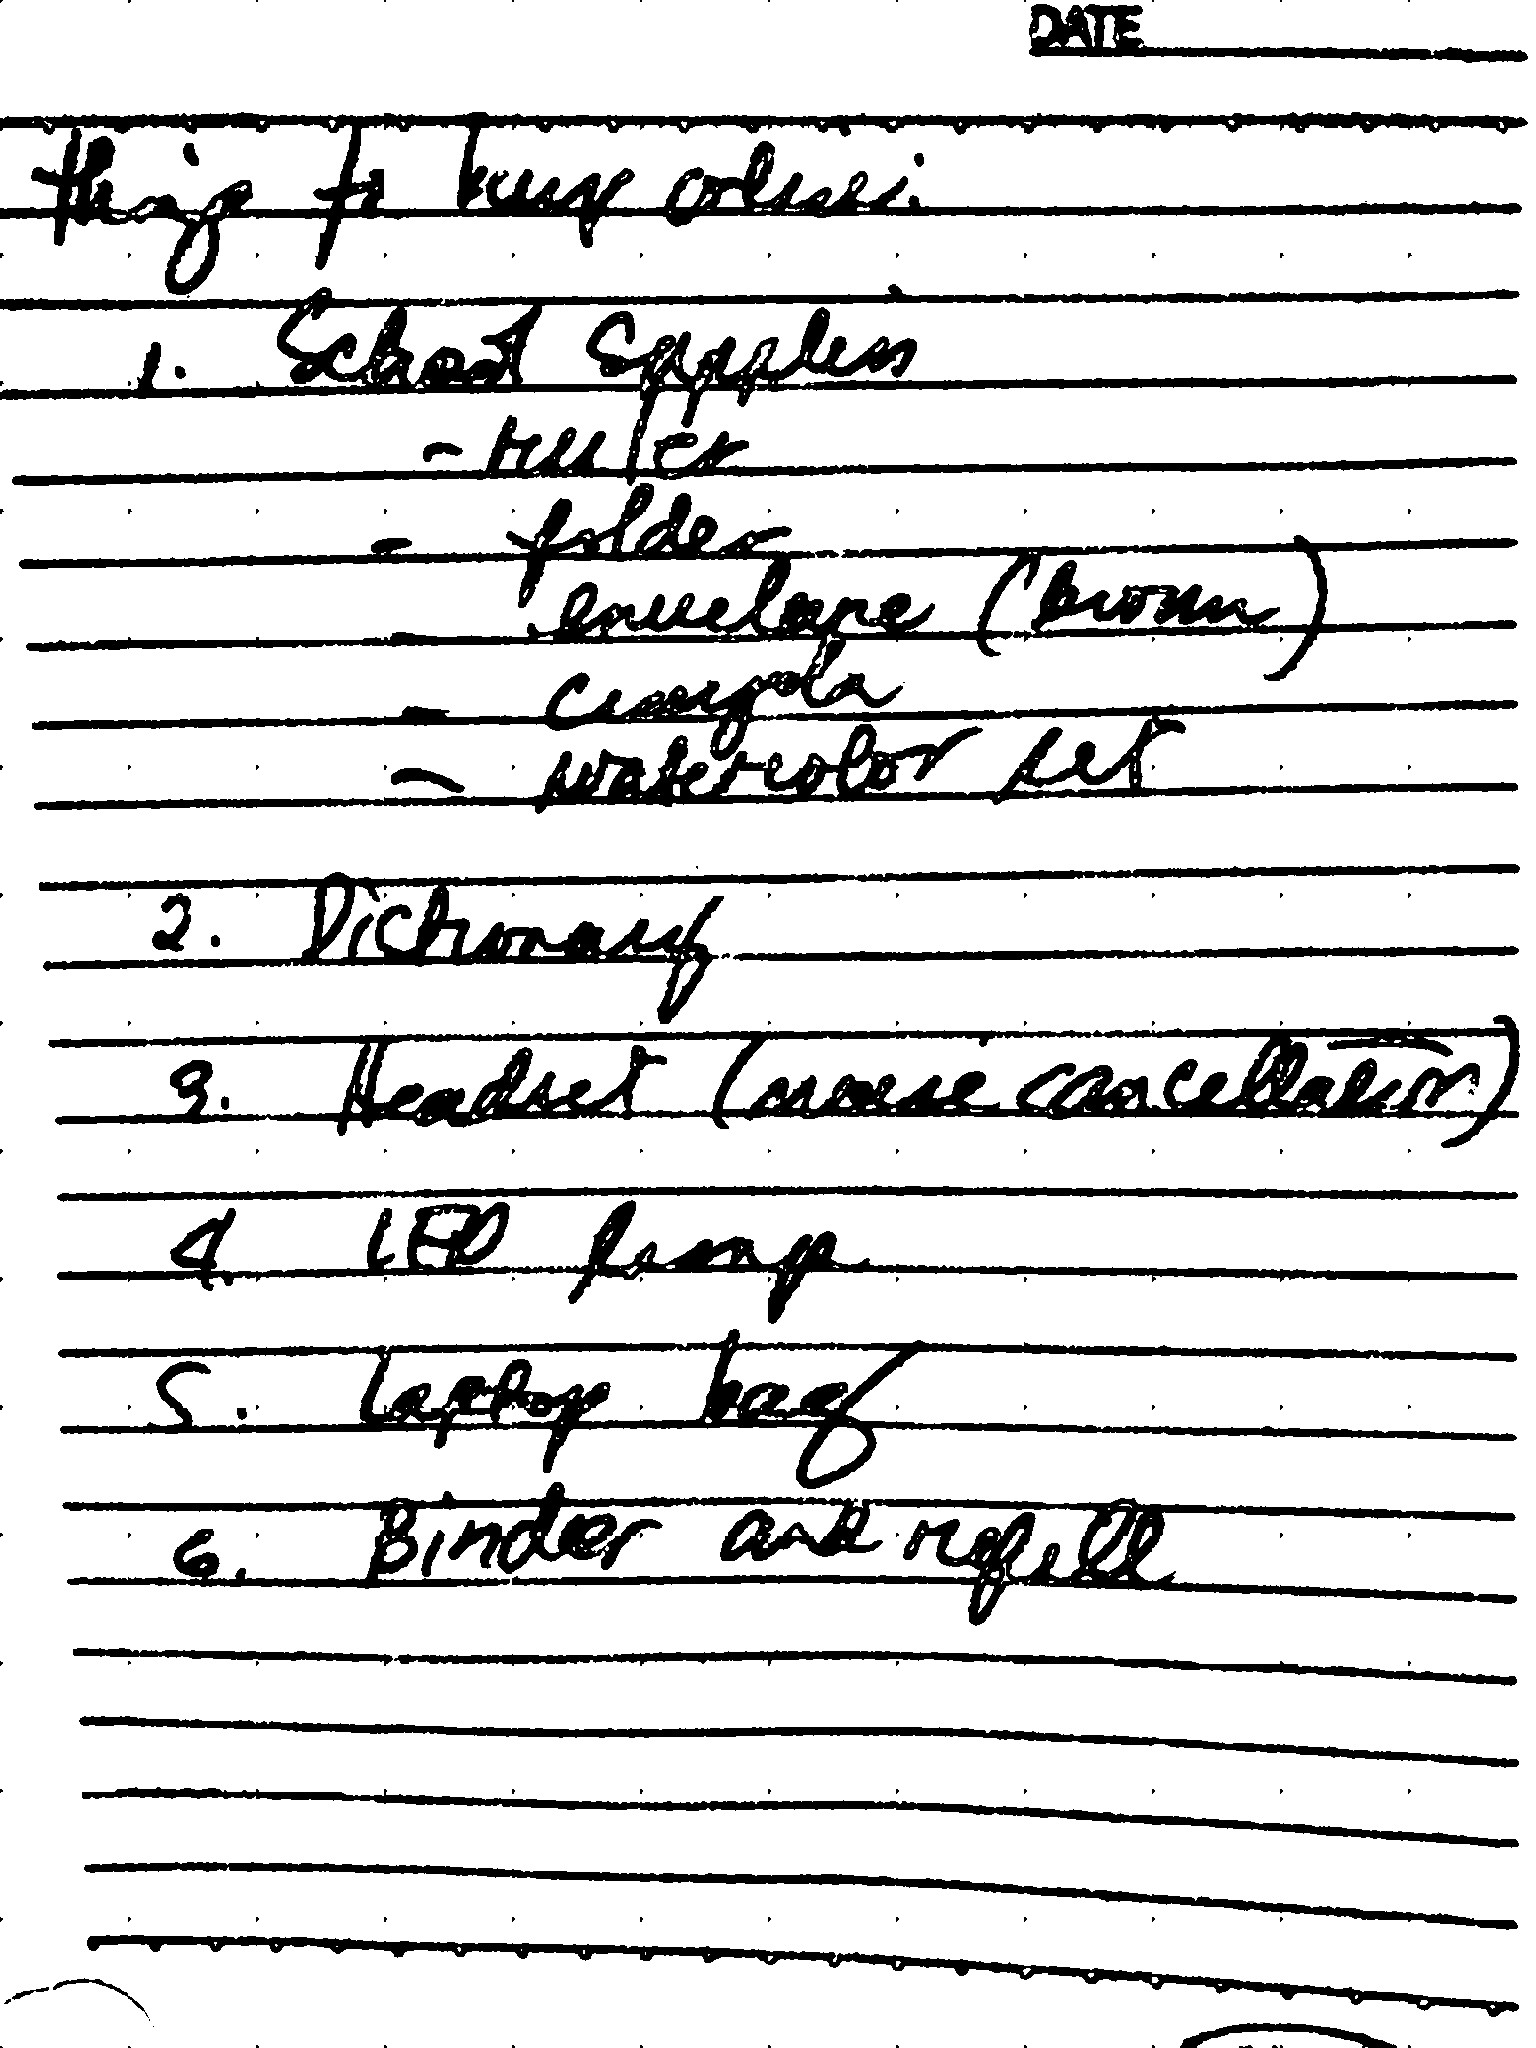 DATE
things to buy online:
1. School Supplies
- ruler
- folder
- envelope (brown)
- watercolor set
2. Dictionary
3. Headset (noise cancellation)
4. LED lamp
5. Laptop bag
6. Binder and refill